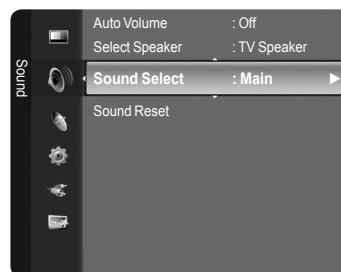 Sound
Auto Volume : Off
Select Speaker : TV Speaker
Sound Select : Main
Sound Reset